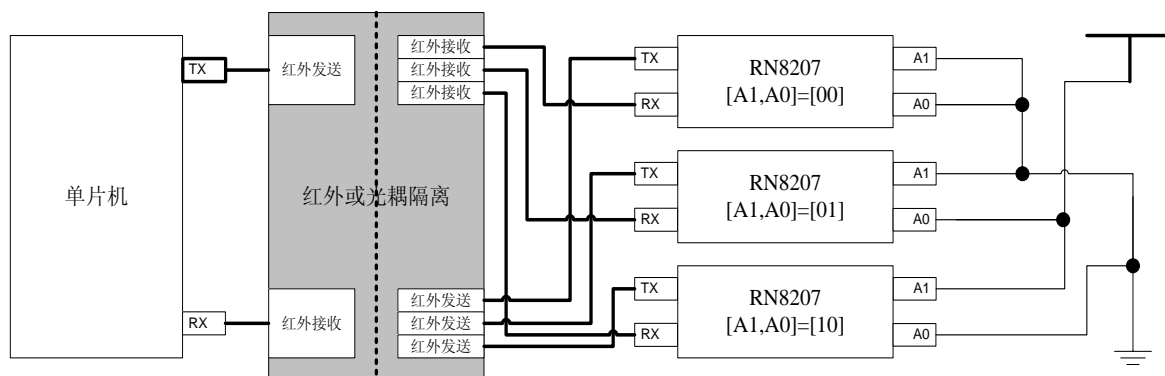 单片机
TX
RX
红外发送
红外接收
红外或光耦隔离
红外接收
红外接收
红外接收
红外发送
红外发送
红外发送
TX
RX
RN8207
[A1,A0]=[00]
A1
A0
TX
RX
RN8207
[A1,A0]=[01]
A1
A0
TX
RX
RN8207
[A1,A0]=[10]
A1
A0